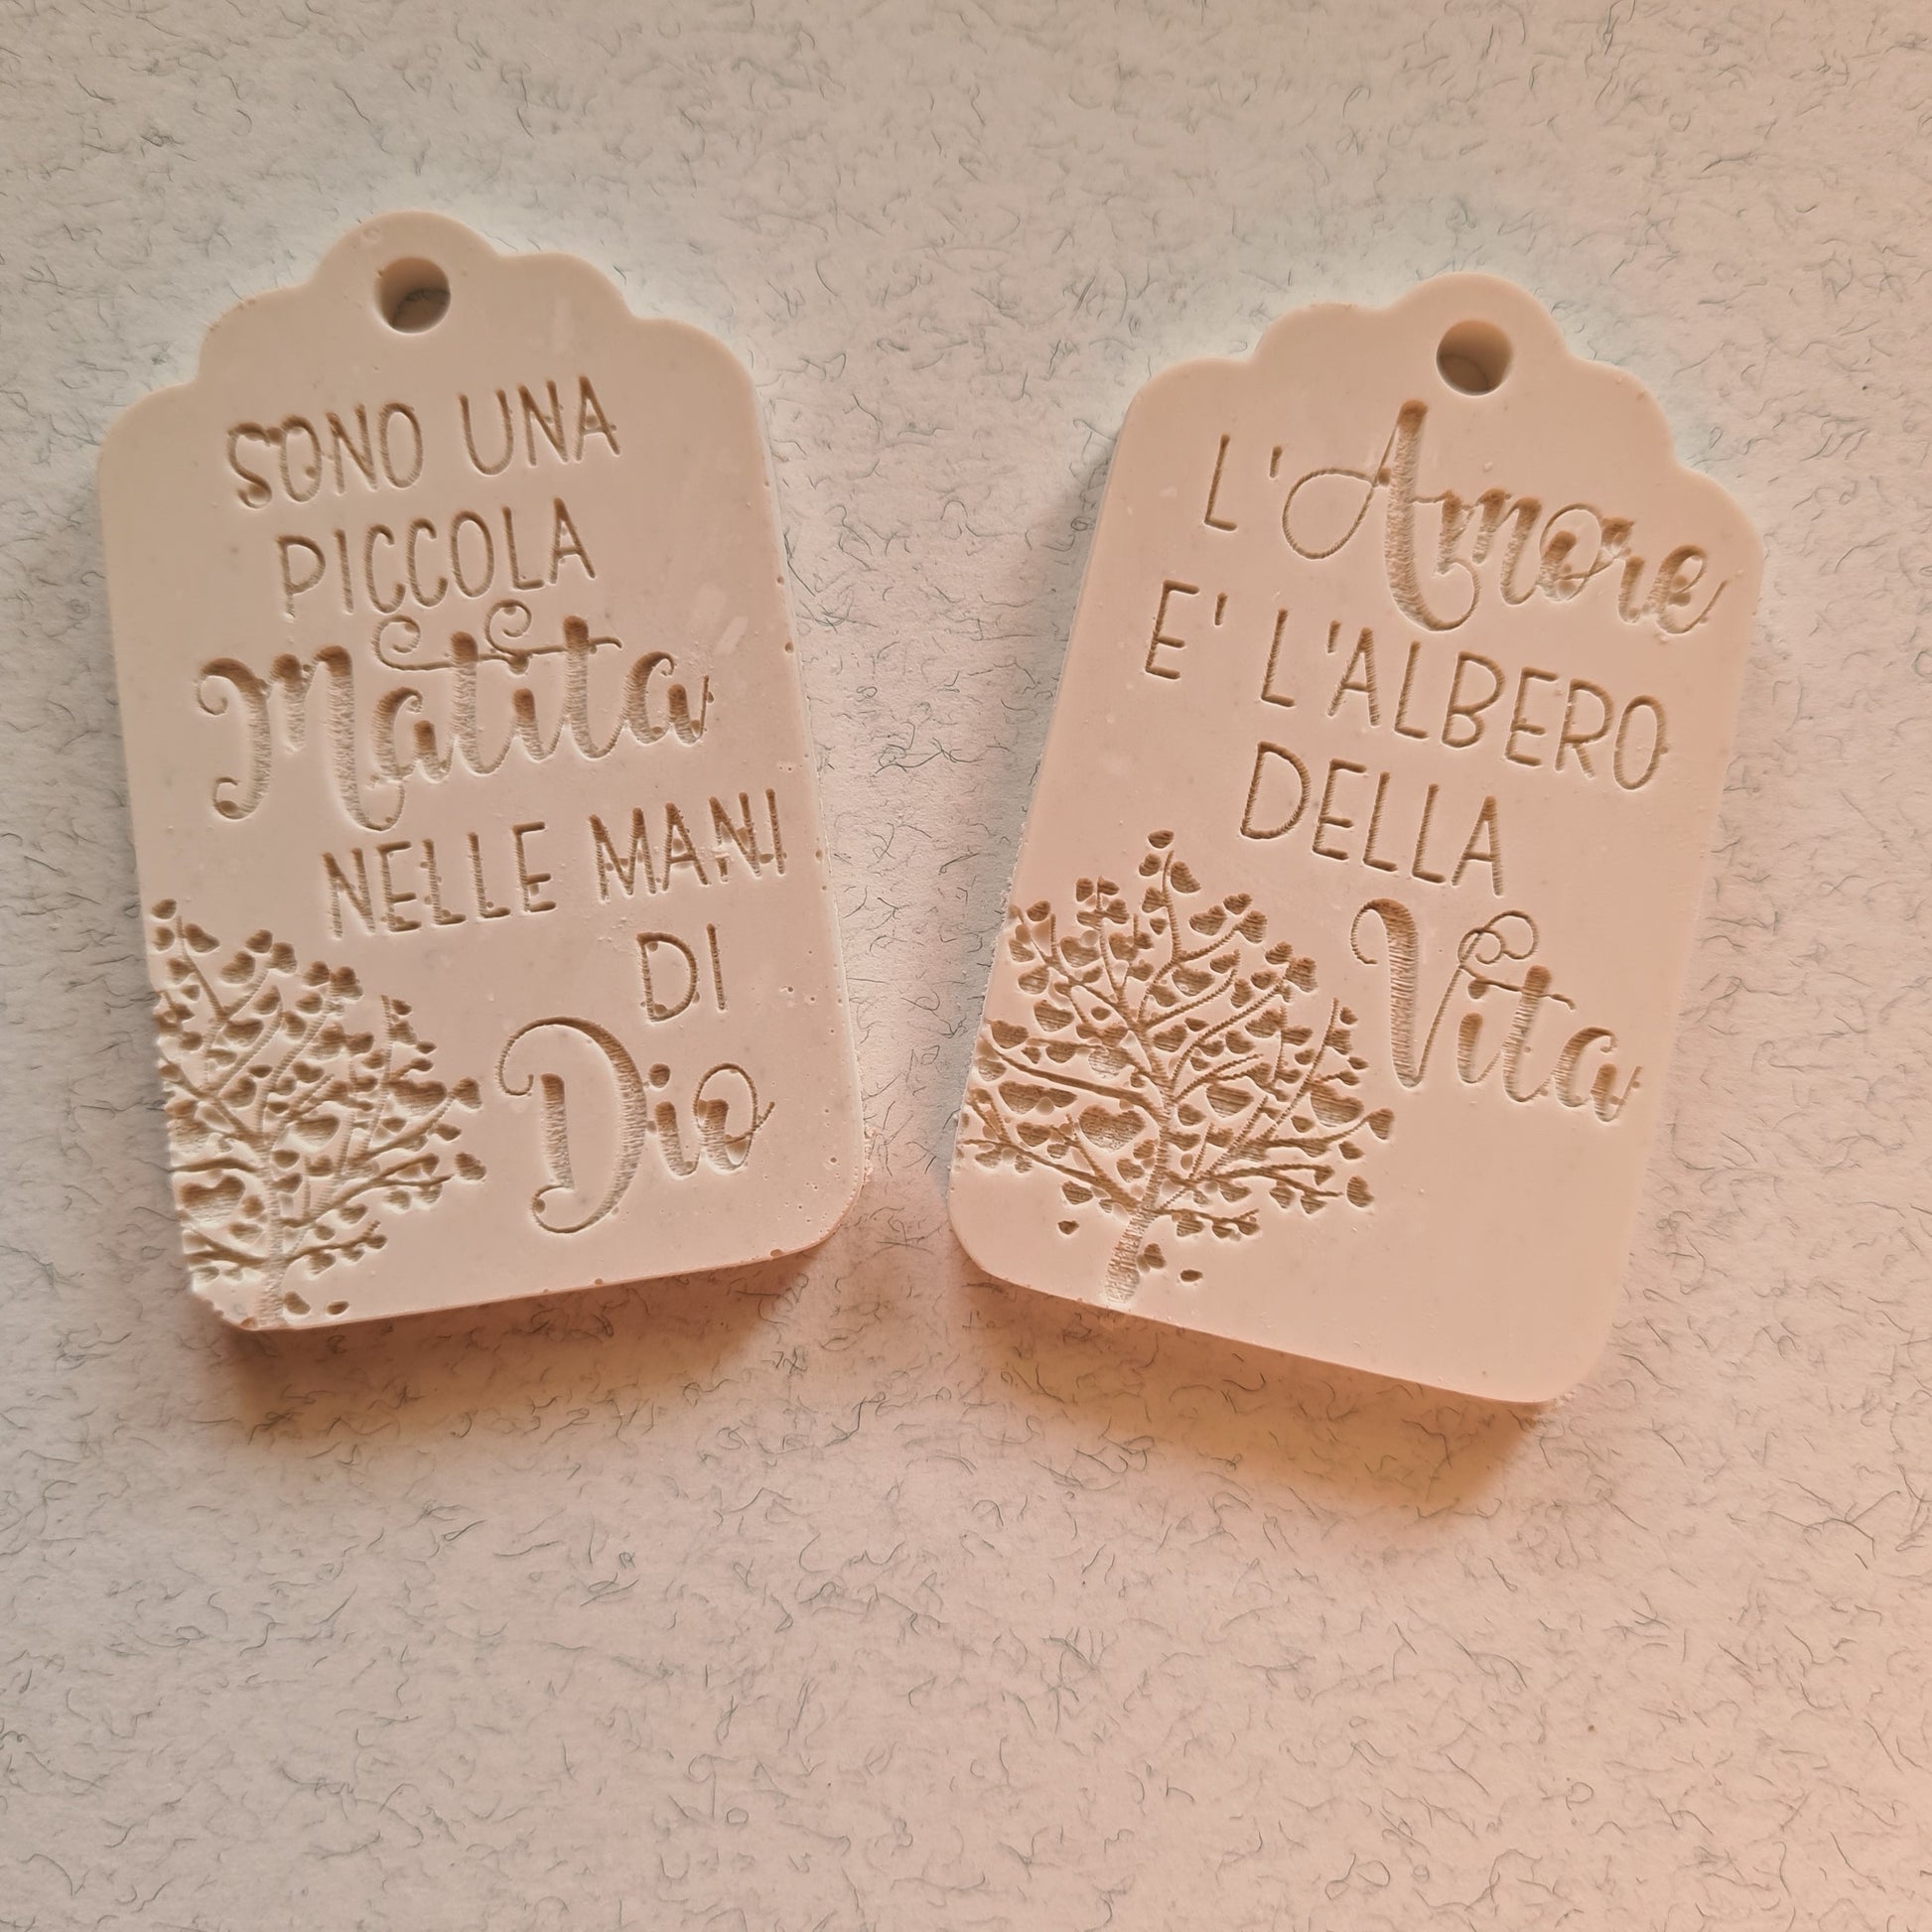 SONO UNA
PICCOLA
Matita
NELLE MANI
DI
Dio
L'Amore
E' L'ALBERO
DELLA
Vita